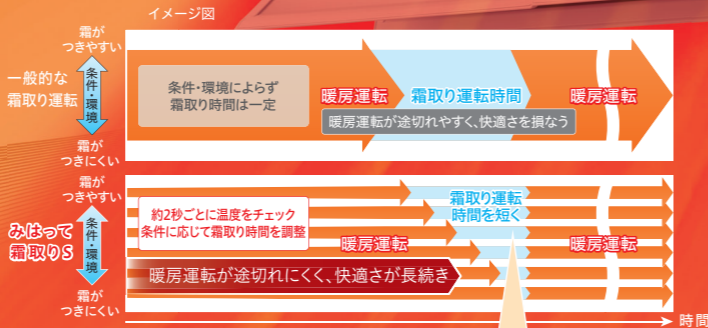 イメージ図
霜が
つきやすい
一般的な
霜取り運転
条件・環境
霜が
つきにくい
条件・環境によらず
霜取り時間は一定
暖房運転
霜取り運転時間
暖房運転
暖房運転が途切れやすく、快適さを損なう
霜が
つきやすい
みはって
霜取りS
条件・環境
霜が
つきにくい
約2秒ごとに温度をチェック
条件に応じて霜取り時間を調整
暖房運転
霜取り運転
時間を短く
暖房運転
暖房運転が途切れにくく、快適さが長続き
時間